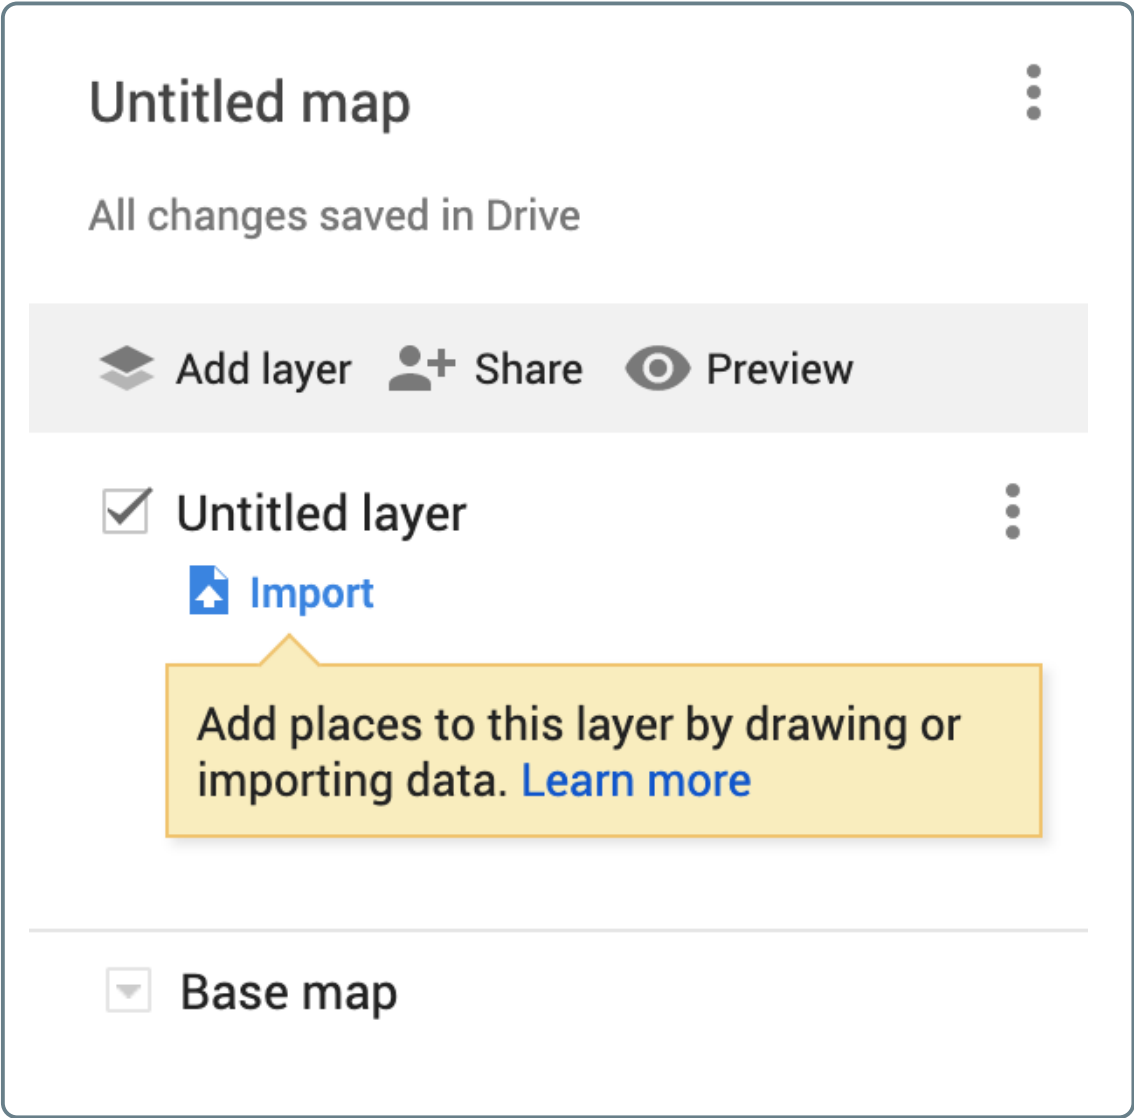 Untitled map
All changes saved in Drive
Add layer Share Preview
Untitled layer
Import
Add places to this layer by drawing or
importing data. Learn more
Base map